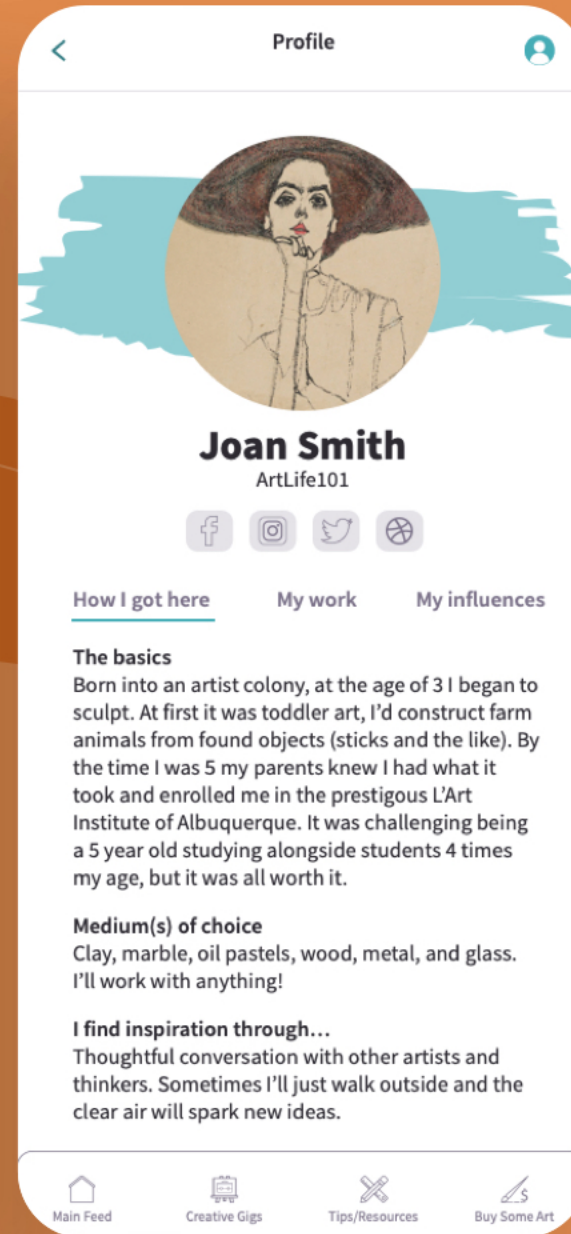 Profile
Joan Smith
ArtLife101
How I got here
My work
My influences
The basics
Born into an artist colony, at the age of 3 I began to
sculpt. At first it was toddler art, I’d construct farm
animals from found objects (sticks and the like). By
the time I was 5 my parents knew I had what it
took and enrolled me in the prestigous L’Art
Institute of Albuquerque. It was challenging being
a 5 year old studying alongside students 4 times
my age, but it was all worth it.
Medium(s) of choice
Clay, marble, oil pastels, wood, metal, and glass.
I’ll work with anything!
I find inspiration through…
Thoughtful conversation with other artists and
thinkers. Sometimes I’ll just walk outside and the
clear air will spark new ideas.
Main Feed
Creative Gigs
Tips/Resources
Buy Some Art